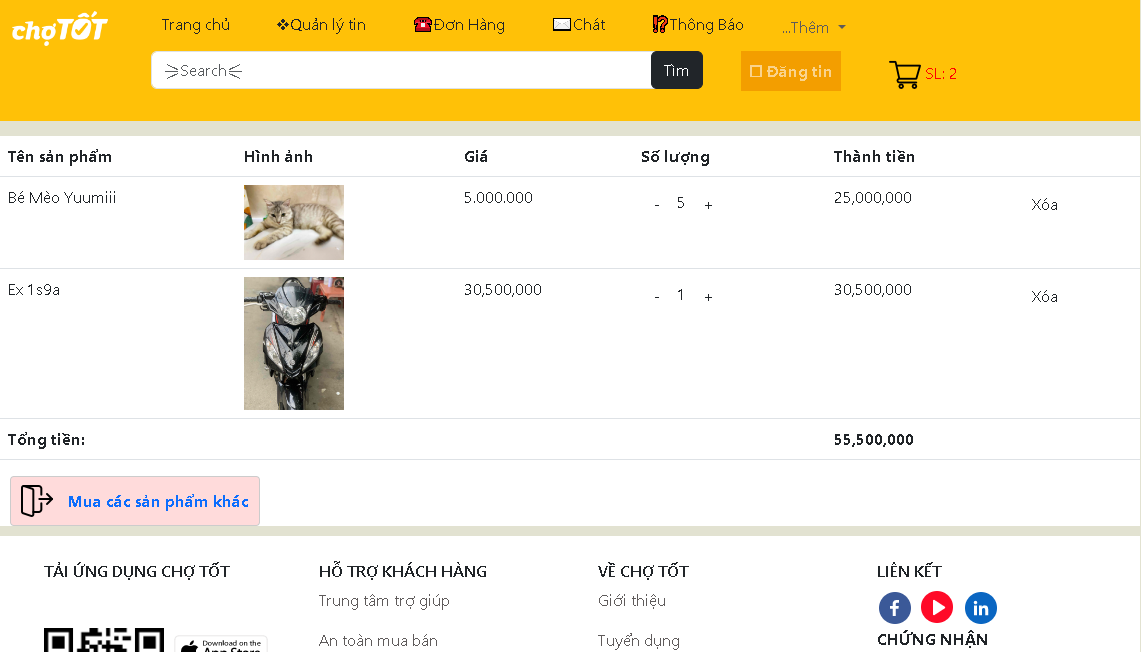 chợTỐT
Trang chủ ❖Quản lý tin ☎Đơn Hàng ✉Chát ⁉Thông Báo ...Thêm
⚞Search⚟ Tìm □ Đăng tin SL: 2
Tên sản phẩm Hình ảnh Giá Số lượng Thành tiền
Bé Mèo Yuumiii 5.000.000 - 5 + 25,000,000 Xóa
Ex 1s9a 30,500,000 - 1 + 30,500,000 Xóa
Tổng tiền: 55,500,000
Mua các sản phẩm khác
TẢI ỨNG DỤNG CHỢ TỐT HỖ TRỢ KHÁCH HÀNG VỀ CHỢ TỐT LIÊN KẾT
Trung tâm trợ giúp Giới thiệu
f in
An toàn mua bán Tuyển dụng CHỨNG NHẬN
Download on the
App Store